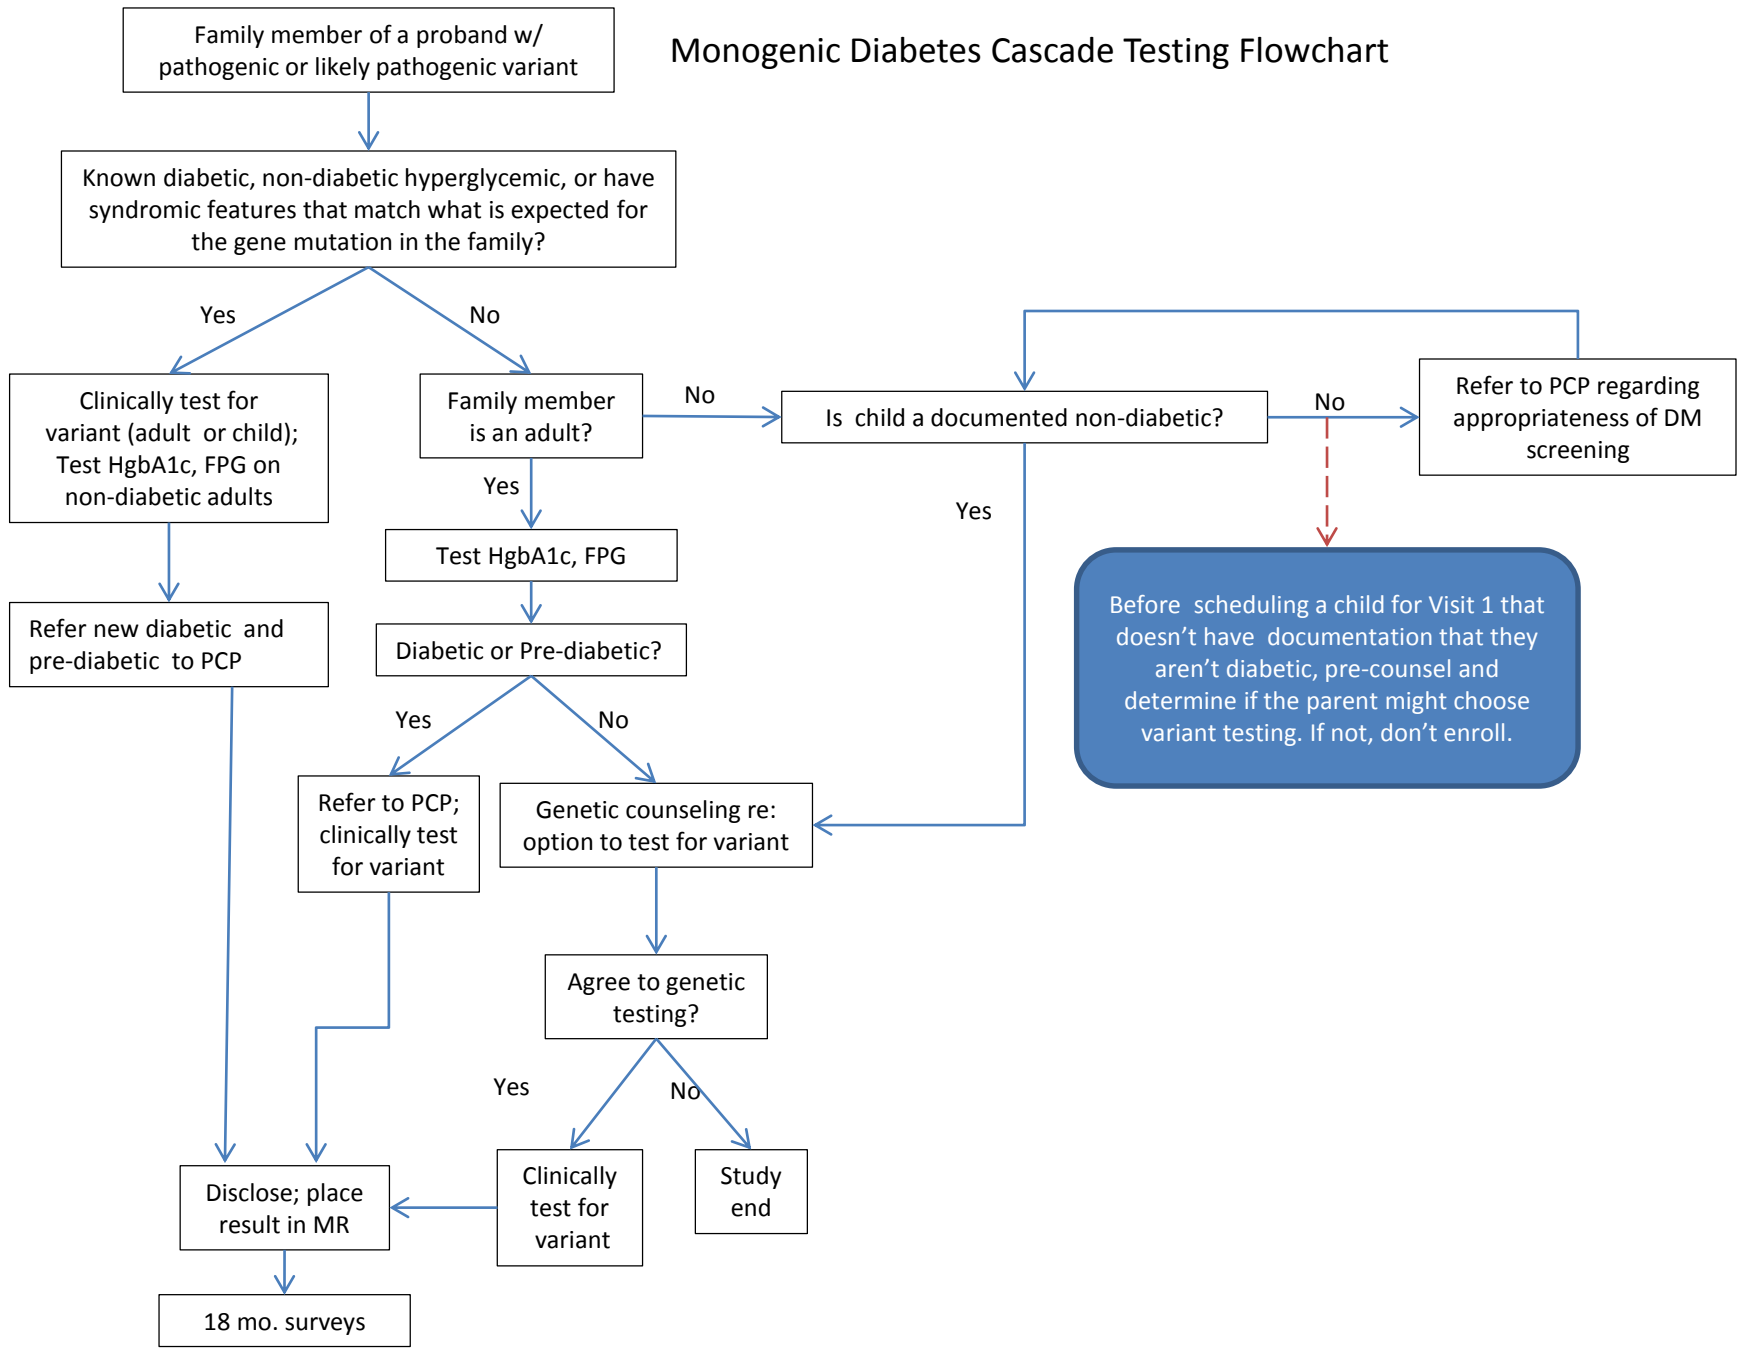 Monogenic Diabetes Cascade Testing Flowchart
Family member of a proband w/
pathogenic or likely pathogenic variant
Known diabetic, non-diabetic hyperglycemic, or have
syndromic features that match what is expected for
the gene mutation in the family?
Yes
No
Clinically test for
variant (adult or child);
Test HgbA1c, FPG on
non-diabetic adults
Family member
is an adult?
No
Is child a documented non-diabetic?
No
Refer to PCP regarding
appropriateness of DM
screening
Yes
Yes
Test HgbA1c, FPG
Before scheduling a child for Visit 1 that
doesn't have documentation that they
aren't diabetic, pre-counsel and
determine if the parent might choose
variant testing. If not, don't enroll.
Refer new diabetic and
pre-diabetic to PCP
Diabetic or Pre-diabetic?
Yes
No
Refer to PCP;
clinically test
for variant
Genetic counseling re:
option to test for variant
Agree to genetic
testing?
Yes
No
Disclose; place
result in MR
Clinically
test for
variant
Study
end
18 mo. surveys